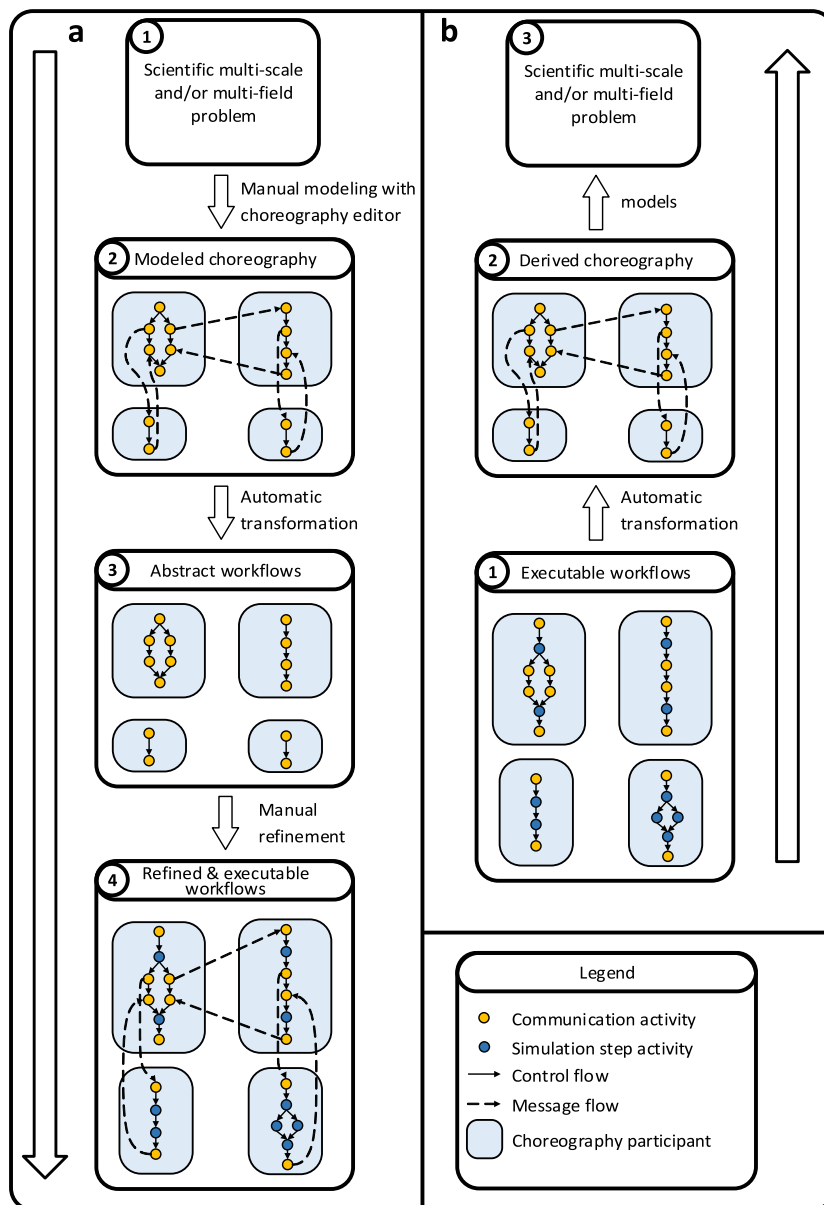 a
1
Scientific multi-scale
and/or multi-field
problem
Manual modeling with
choreography editor
2
Modeled choreography
Automatic
transformation
3
Abstract workflows
Manual
refinement
4
Refined & executable
workflows
b
3
Scientific multi-scale
and/or multi-field
problem
models
2
Derived choreography
Automatic
transformation
1
Executable workflows
Legend
Communication activity
Simulation step activity
Control flow
Message flow
Choreography participant